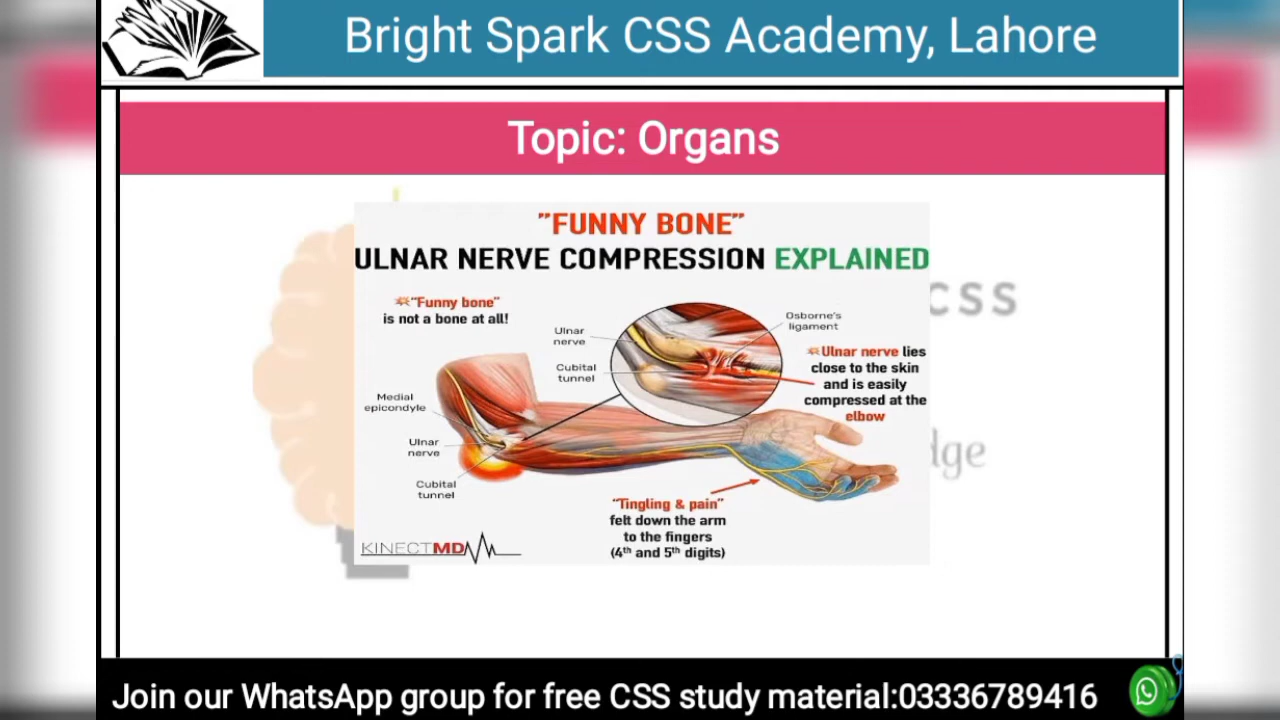 Bright Spark CSS Academy, Lahore
Topic: Organs
"FUNNY BONE"
ULNAR NERVE COMPRESSION EXPLAINED
"Funny bone"
is not a bone at all!
Ulnar
nerve
Cubital
tunnel
Osborne's
ligament
Ulnar nerve lies
close to the skin
and is easily
compressed at the
elbow
Medial
epicondyle
Ulnar
nerve
Cubital
tunnel
"Tingling & pain"
felt down the arm
to the fingers
(4th and 5th digits)
KINECTMD
css
dge
Join our WhatsApp group for free CSS study material:03336789416